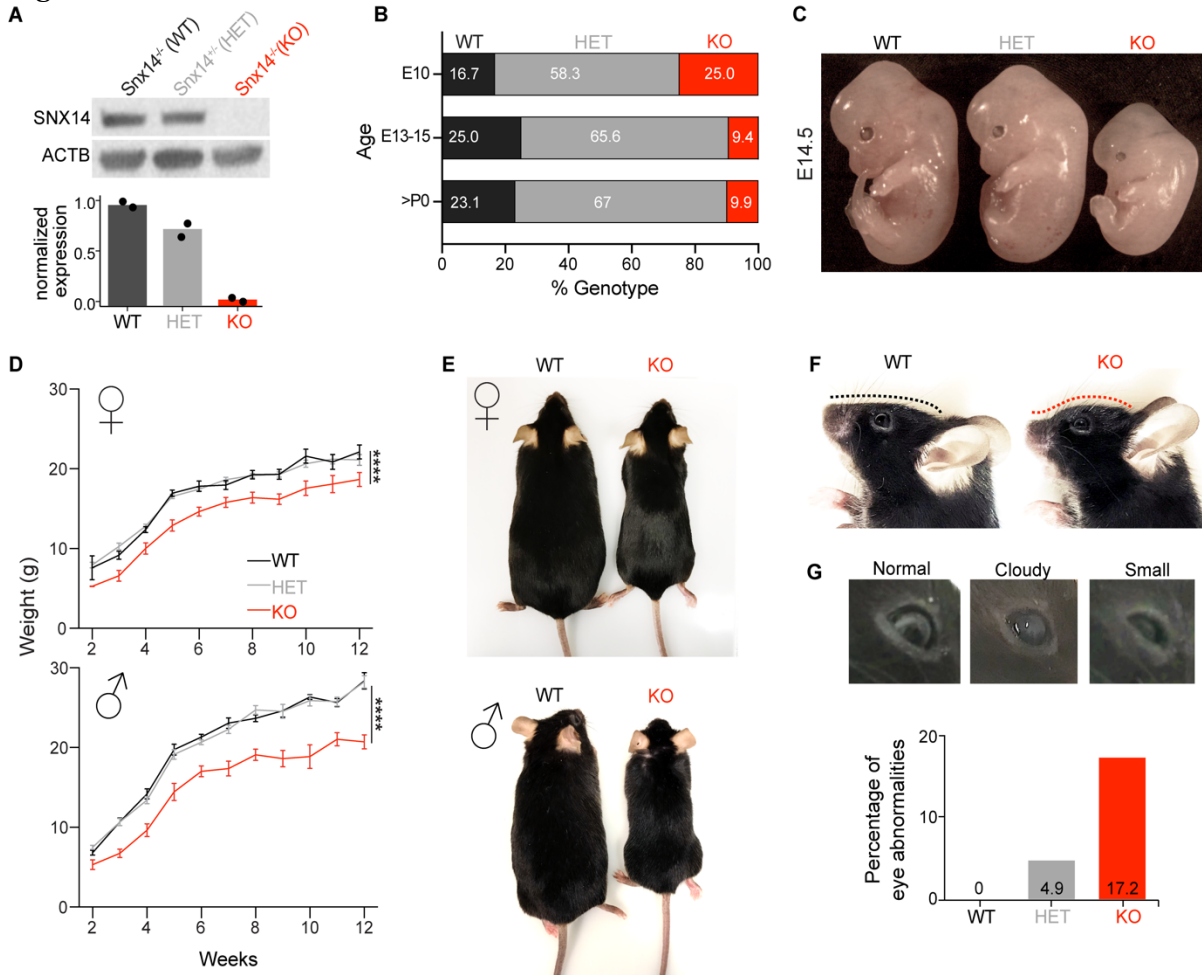 A
Snx14-/- (WT)
Snx14+/- (HET)
Snx14-/- (KO)
SNX14
ACTB
normalized
expression
1.0
0.5
0.0
WT HET KO
B
WT HET KO
Age
E10 16.7 58.3 25.0
E13-15 25.0 65.6 9.4
>P0 23.1 67 9.9
0 20 40 60 80 100
% Genotype
C
WT HET KO
E14.5
D
♀
Weight (g)
30
20
10
0
WT
HET
KO
****
2 4 6 8 10 12
♂
30
20
10
0
****
2 4 6 8 10 12
Weeks
E
♀
WT KO
♂
WT KO
F
WT KO
G
Normal Cloudy Small
Percentage of
eye abnormalities
20
10
0
0 4.9 17.2
WT HET KO